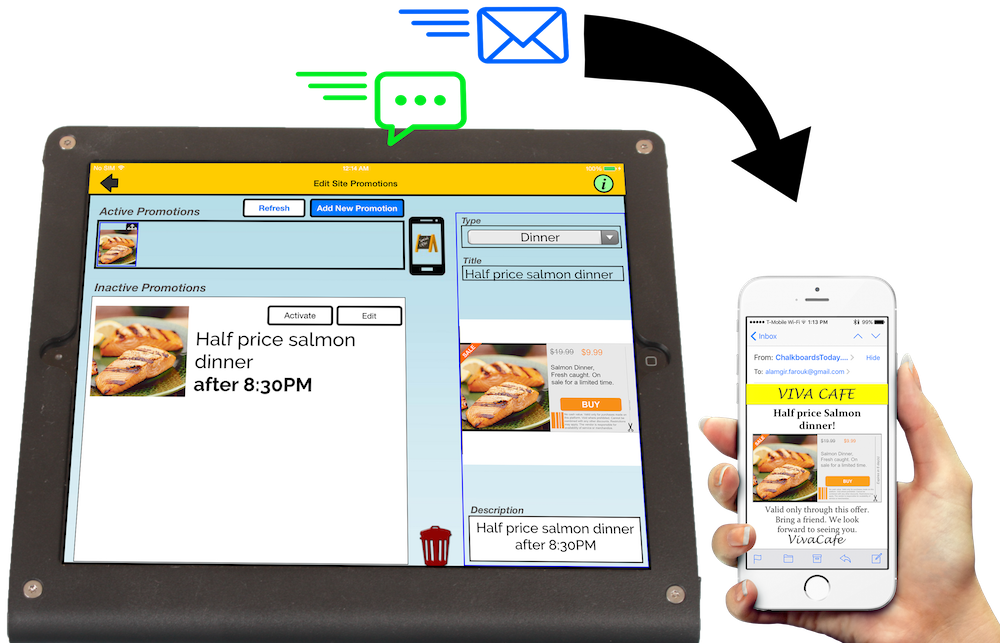 No SIM
12:14 AM
100%
Edit Site Promotions
i
Active Promotions
Refresh
Add New Promotion
Inactive Promotions
Activate
Edit
Half price salmon
dinner
after 8:30PM
Type
Dinner
Title
Half price salmon dinner
SALE
$19.99 $9.99
Salmon Dinner,
Fresh caught. On
sale for a limited time.
BUY
Description
Half price salmon dinner
after 8:30PM
T-Mobile Wi-Fi 1:13 PM 99%
Inbox
From: ChalkboardsToday.... Hide
To: alamgir.farouk@gmail.com
VIVA CAFE
Half price Salmon
dinner!
SALE
$19.99 $9.99
Salmon Dinner,
Fresh caught. On
sale for a limited time.
BUY
Valid only through this offer.
Bring a friend. We look
forward to seeing you.
VivaCafe